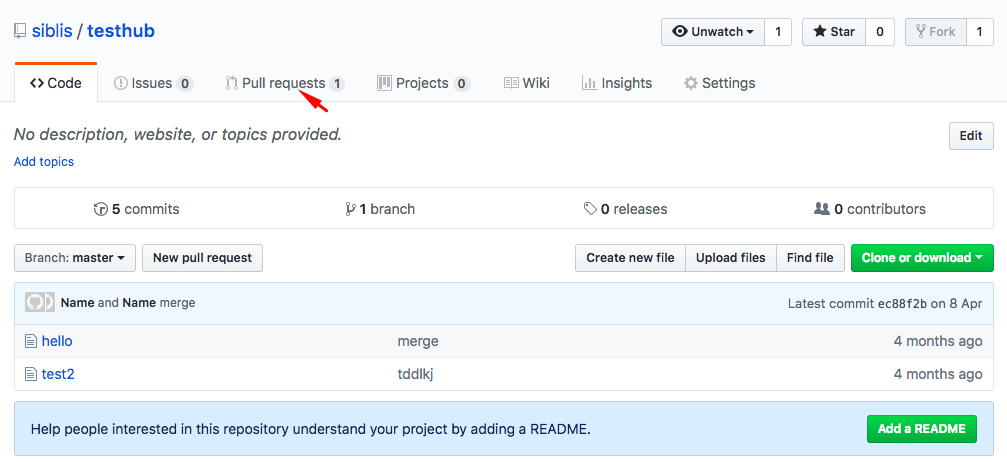 siblis / testhub Unwatch 1 Star 0 Fork 1
Code Issues 0 Pull requests 1 Projects 0 Wiki Insights Settings
No description, website, or topics provided. Edit
Add topics
5 commits 1 branch 0 releases 0 contributors
Branch: master New pull request Create new file Upload files Find file Clone or download
Name and Name merge Latest commit ec88f2b on 8 Apr
hello merge 4 months ago
test2 tddlkj 4 months ago
Help people interested in this repository understand your project by adding a README. Add a README